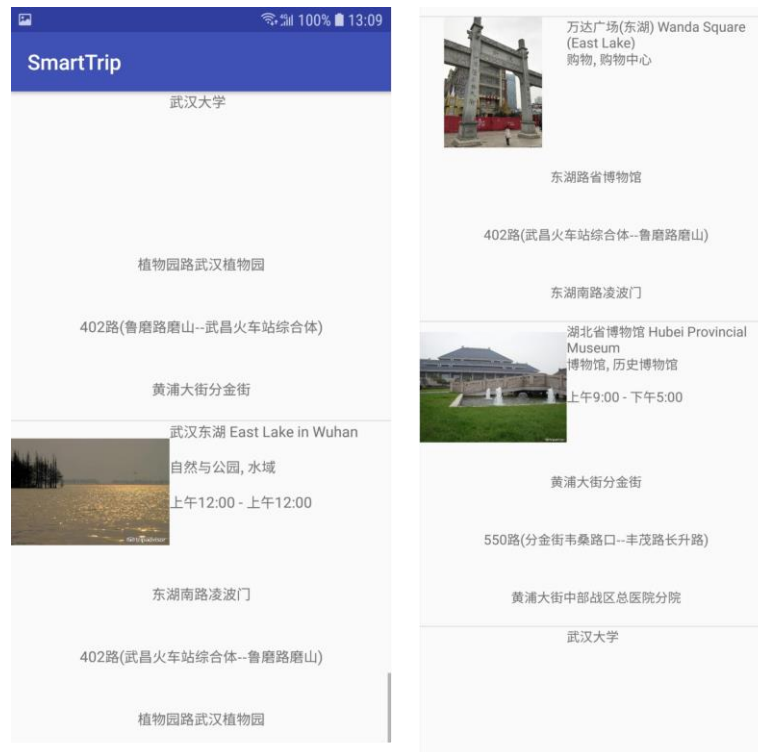 100% 13:09
SmartTrip
武汉大学
植物园路武汉植物园
402路(鲁磨路磨山--武昌火车站综合体)
黄浦大街分金街
武汉东湖 East Lake in Wuhan
自然与公园, 水域
上午12:00 - 上午12:00
东湖南路凌波门
402路(武昌火车站综合体--鲁磨路磨山)
植物园路武汉植物园
万达广场(东湖) Wanda Square
(East Lake)
购物, 购物中心
东湖路省博物馆
402路(武昌火车站综合体--鲁磨路磨山)
东湖南路凌波门
湖北省博物馆 Hubei Provincial
Museum
博物馆, 历史博物馆
上午9:00 - 下午5:00
黄浦大街分金街
550路(分金街韦桑路口--丰茂路长升路)
黄浦大街中部战区总医院分院
武汉大学